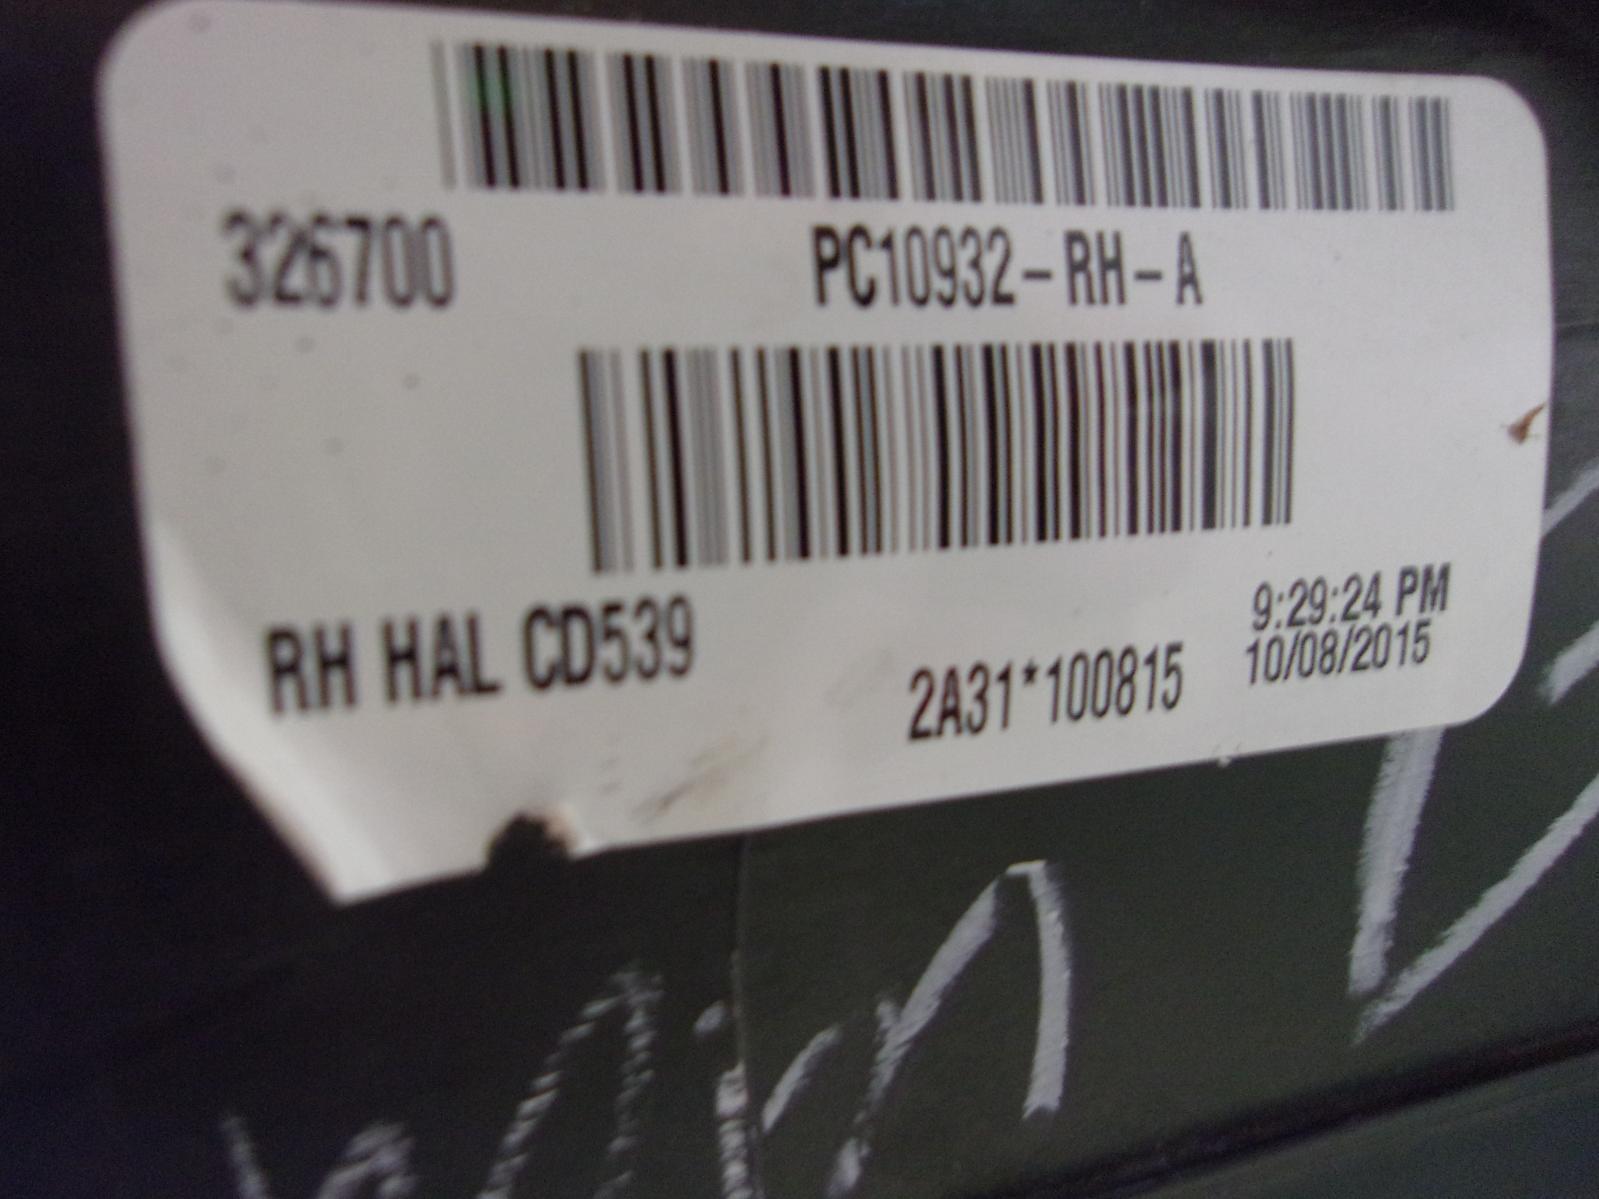 326700 PC10932-RH-A
RH HAL CD539 2A31*100815 9:29:24 PM
10/08/2015